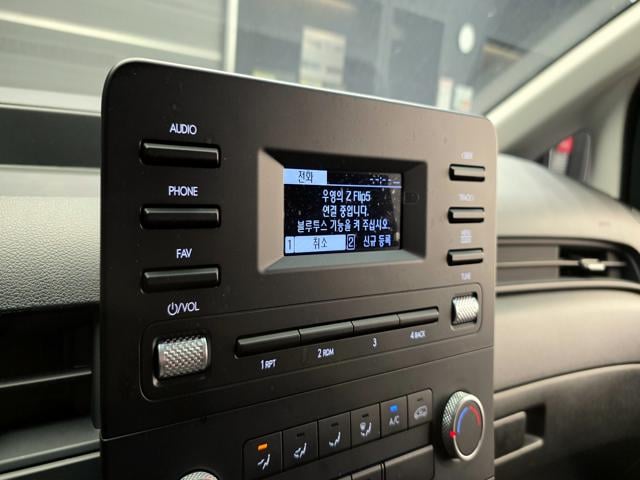 AUDIO
PHONE
FAV
⏻/VOL
전화
우영의 Z Flip5
연결 중입니다.
블루투스 기능을 켜 주십시오.
1 취소 2 신규 등록
TUNE
1 RPT
2 RDM
3
4 BACK
A/C